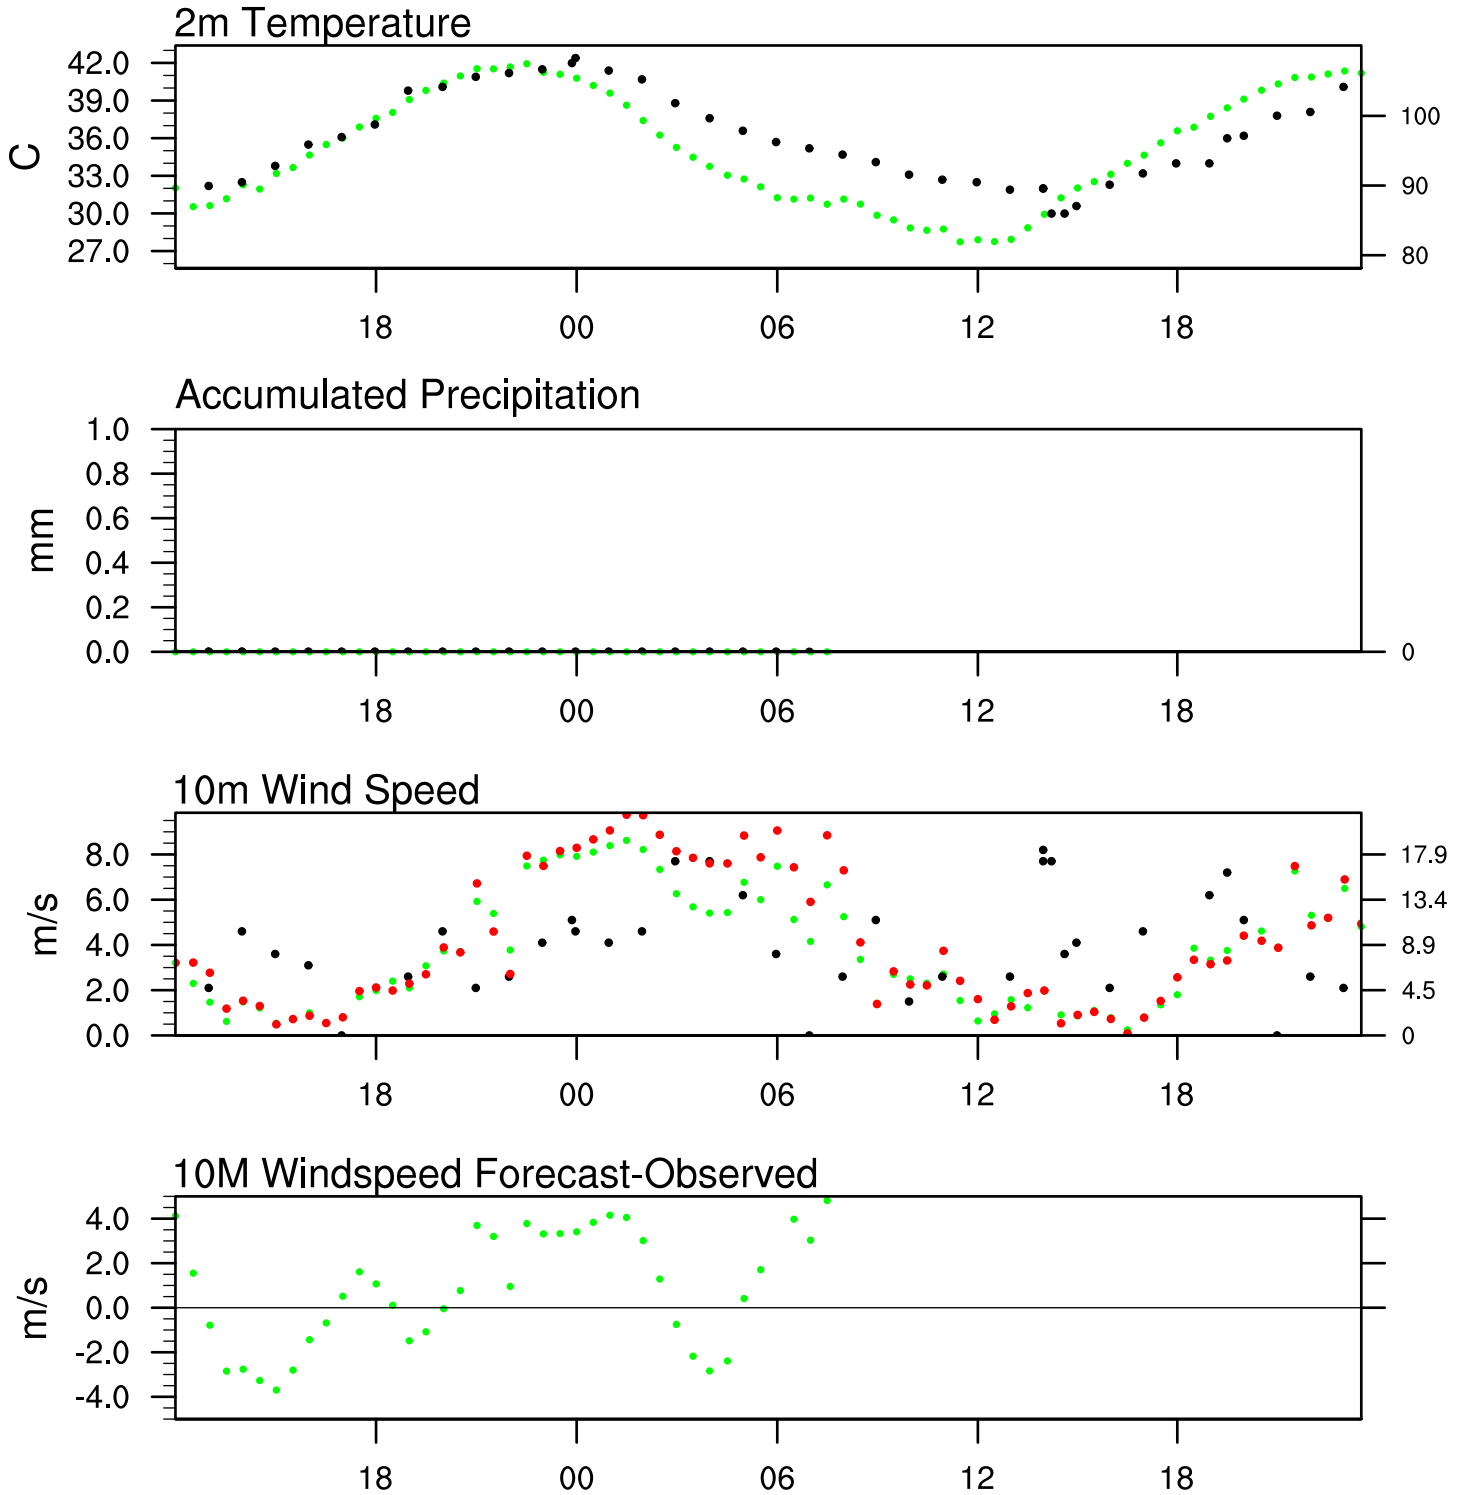 2m Temperature
42.0
39.0
36.0
33.0
30.0
27.0
C
100
90
80
18 00 06 12 18
Accumulated Precipitation
1.0
0.8
0.6
0.4
0.2
0.0
mm
0
18 00 06 12 18
10m Wind Speed
8.0
6.0
4.0
2.0
0.0
m/s
17.9
13.4
8.9
4.5
0
18 00 06 12 18
10M Windspeed Forecast-Observed
4.0
2.0
0.0
-2.0
-4.0
m/s
18 00 06 12 18